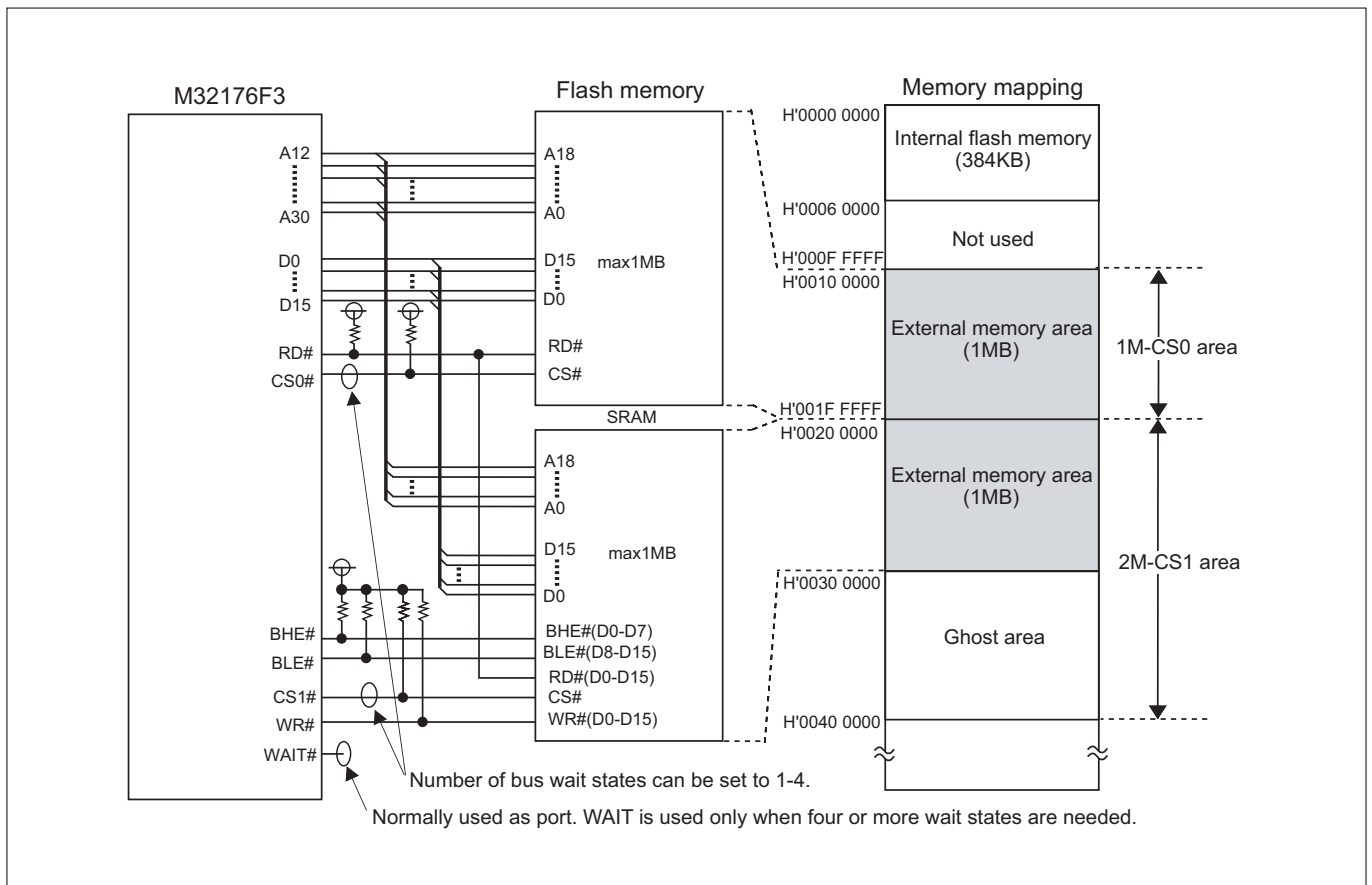 M32176F3
A12
A30
D0
D15
RD#
CS0#
BHE#
BLE#
CS1#
WR#
WAIT#
Flash memory
A18
A0
D15
max1MB
D0
RD#
CS#
SRAM
A18
A0
D15
max1MB
D0
BHE#(D0-D7)
BLE#(D8-D15)
RD#(D0-D15)
CS#
WR#(D0-D15)
Memory mapping
H'0000 0000
Internal flash memory
(384KB)
H'0006 0000
Not used
H'000F FFFF
H'0010 0000
External memory area
(1MB)
1M-CS0 area
H'001F FFFF
H'0020 0000
External memory area
(1MB)
2M-CS1 area
H'0030 0000
Ghost area
H'0040 0000
Number of bus wait states can be set to 1-4.
Normally used as port. WAIT is used only when four or more wait states are needed.